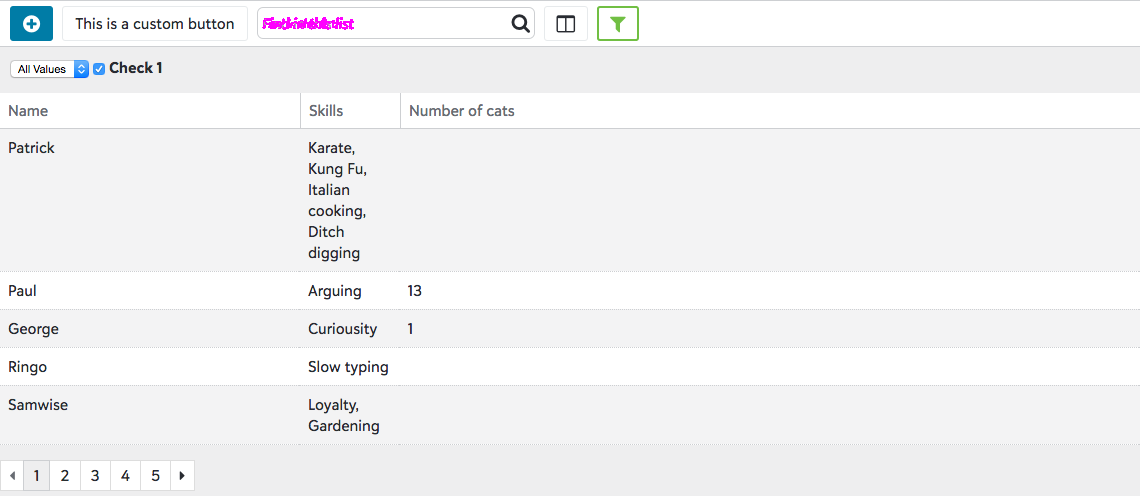 This is a custom button
All Values Check 1
Name Skills Number of cats
Patrick Karate,
Kung Fu,
Italian
cooking,
Ditch
digging
Paul Arguing 13
George Curiousity 1
Ringo Slow typing
Samwise Loyalty,
Gardening
1 2 3 4 5